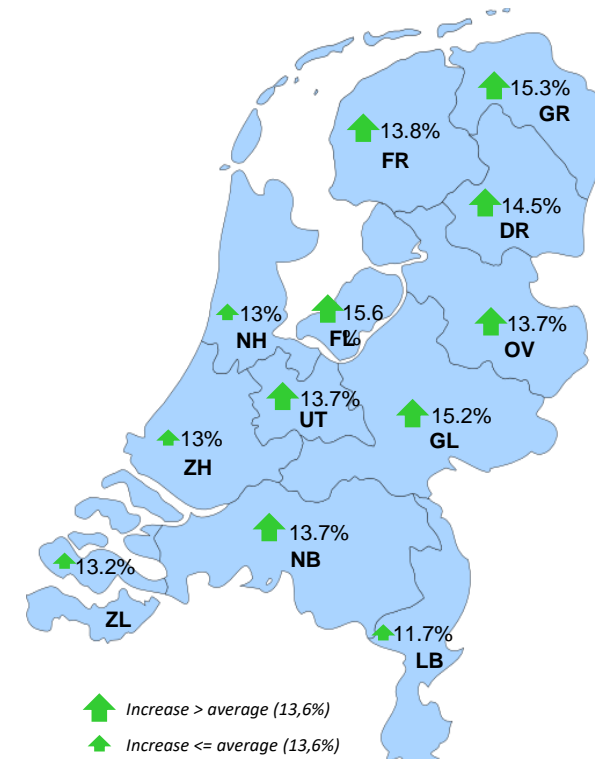 15.3%
GR
13.8%
FR
14.5%
DR
13%
NH
15.6
%
FL
13.7%
OV
13.7%
UT
15.2%
GL
13%
ZH
13.7%
NB
13.2%
ZL
11.7%
LB
Increase > average (13,6%)
Increase <= average (13,6%)